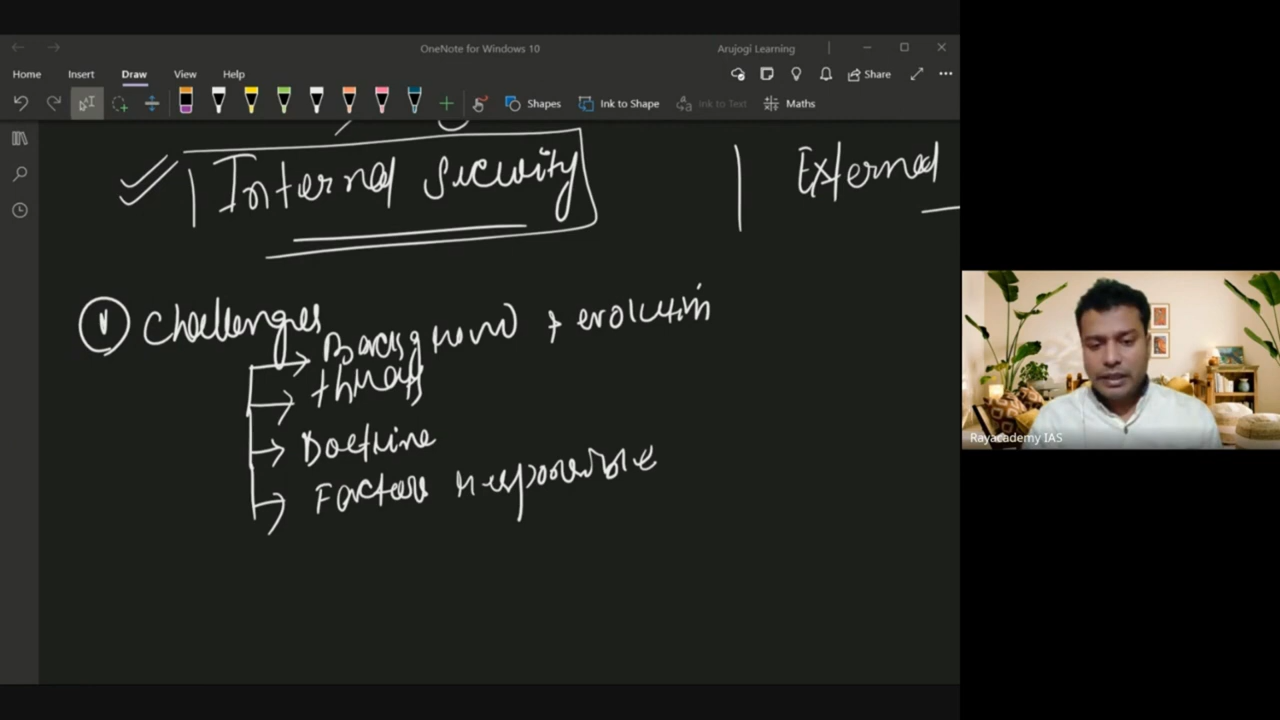 OneNote for Windows 10
Arujogi Learning
Home Insert Draw View Help
Share
Shapes
Ink to Shape
Ink to Text
Maths
Internal Security | External
1 Challenges
Background & evolution
threats
Doctrine
Factors responsible
Rayacademy IAS